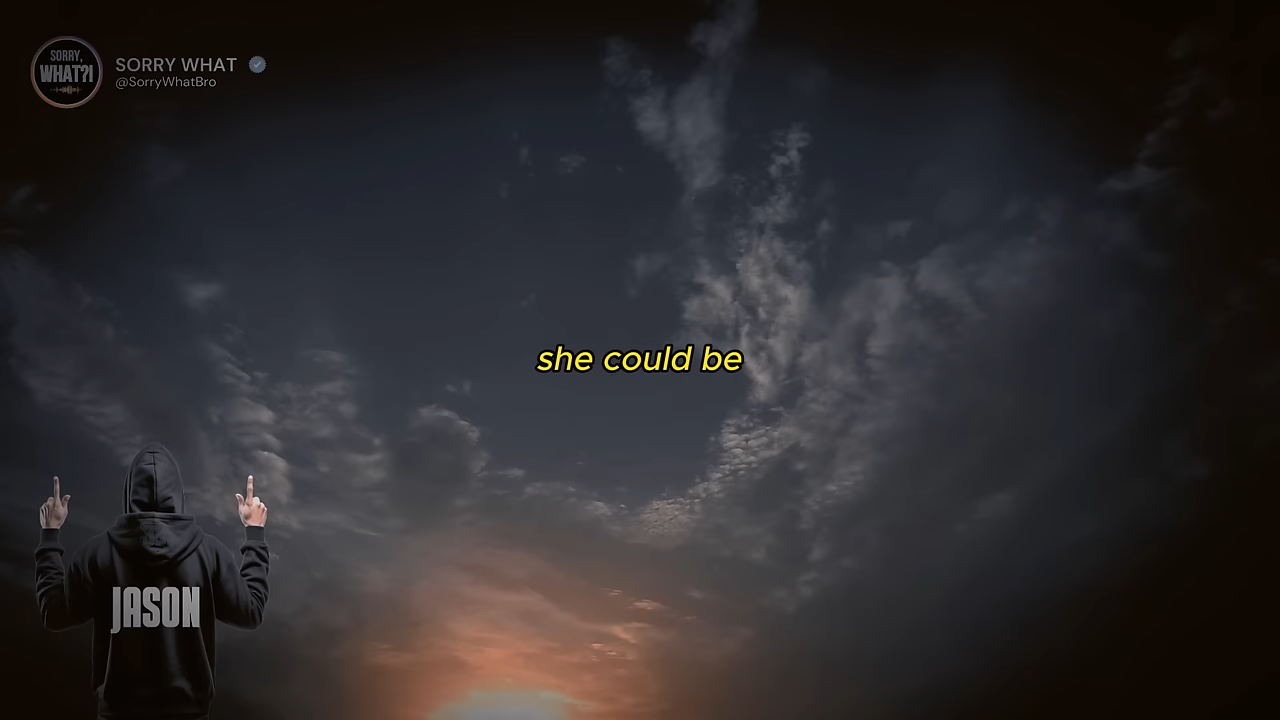 SORRY,
WHAT?!
SORRY WHAT
@SorryWhatBro
she could be
JASON